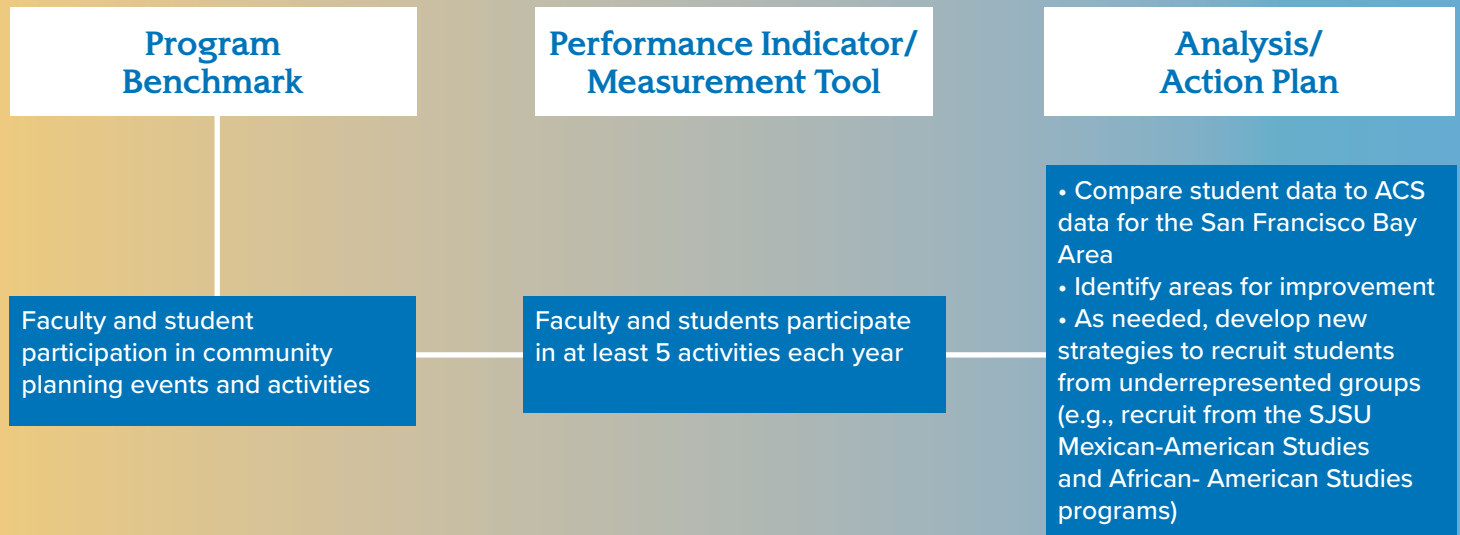 Program
Benchmark
Performance Indicator/
Measurement Tool
Analysis/
Action Plan
Faculty and student
participation in community
planning events and activities
Faculty and students participate
in at least 5 activities each year
• Compare student data to ACS
data for the San Francisco Bay
Area
• Identify areas for improvement
• As needed, develop new
strategies to recruit students
from underrepresented groups
(e.g., recruit from the SJSU
Mexican-American Studies
and African- American Studies
programs)